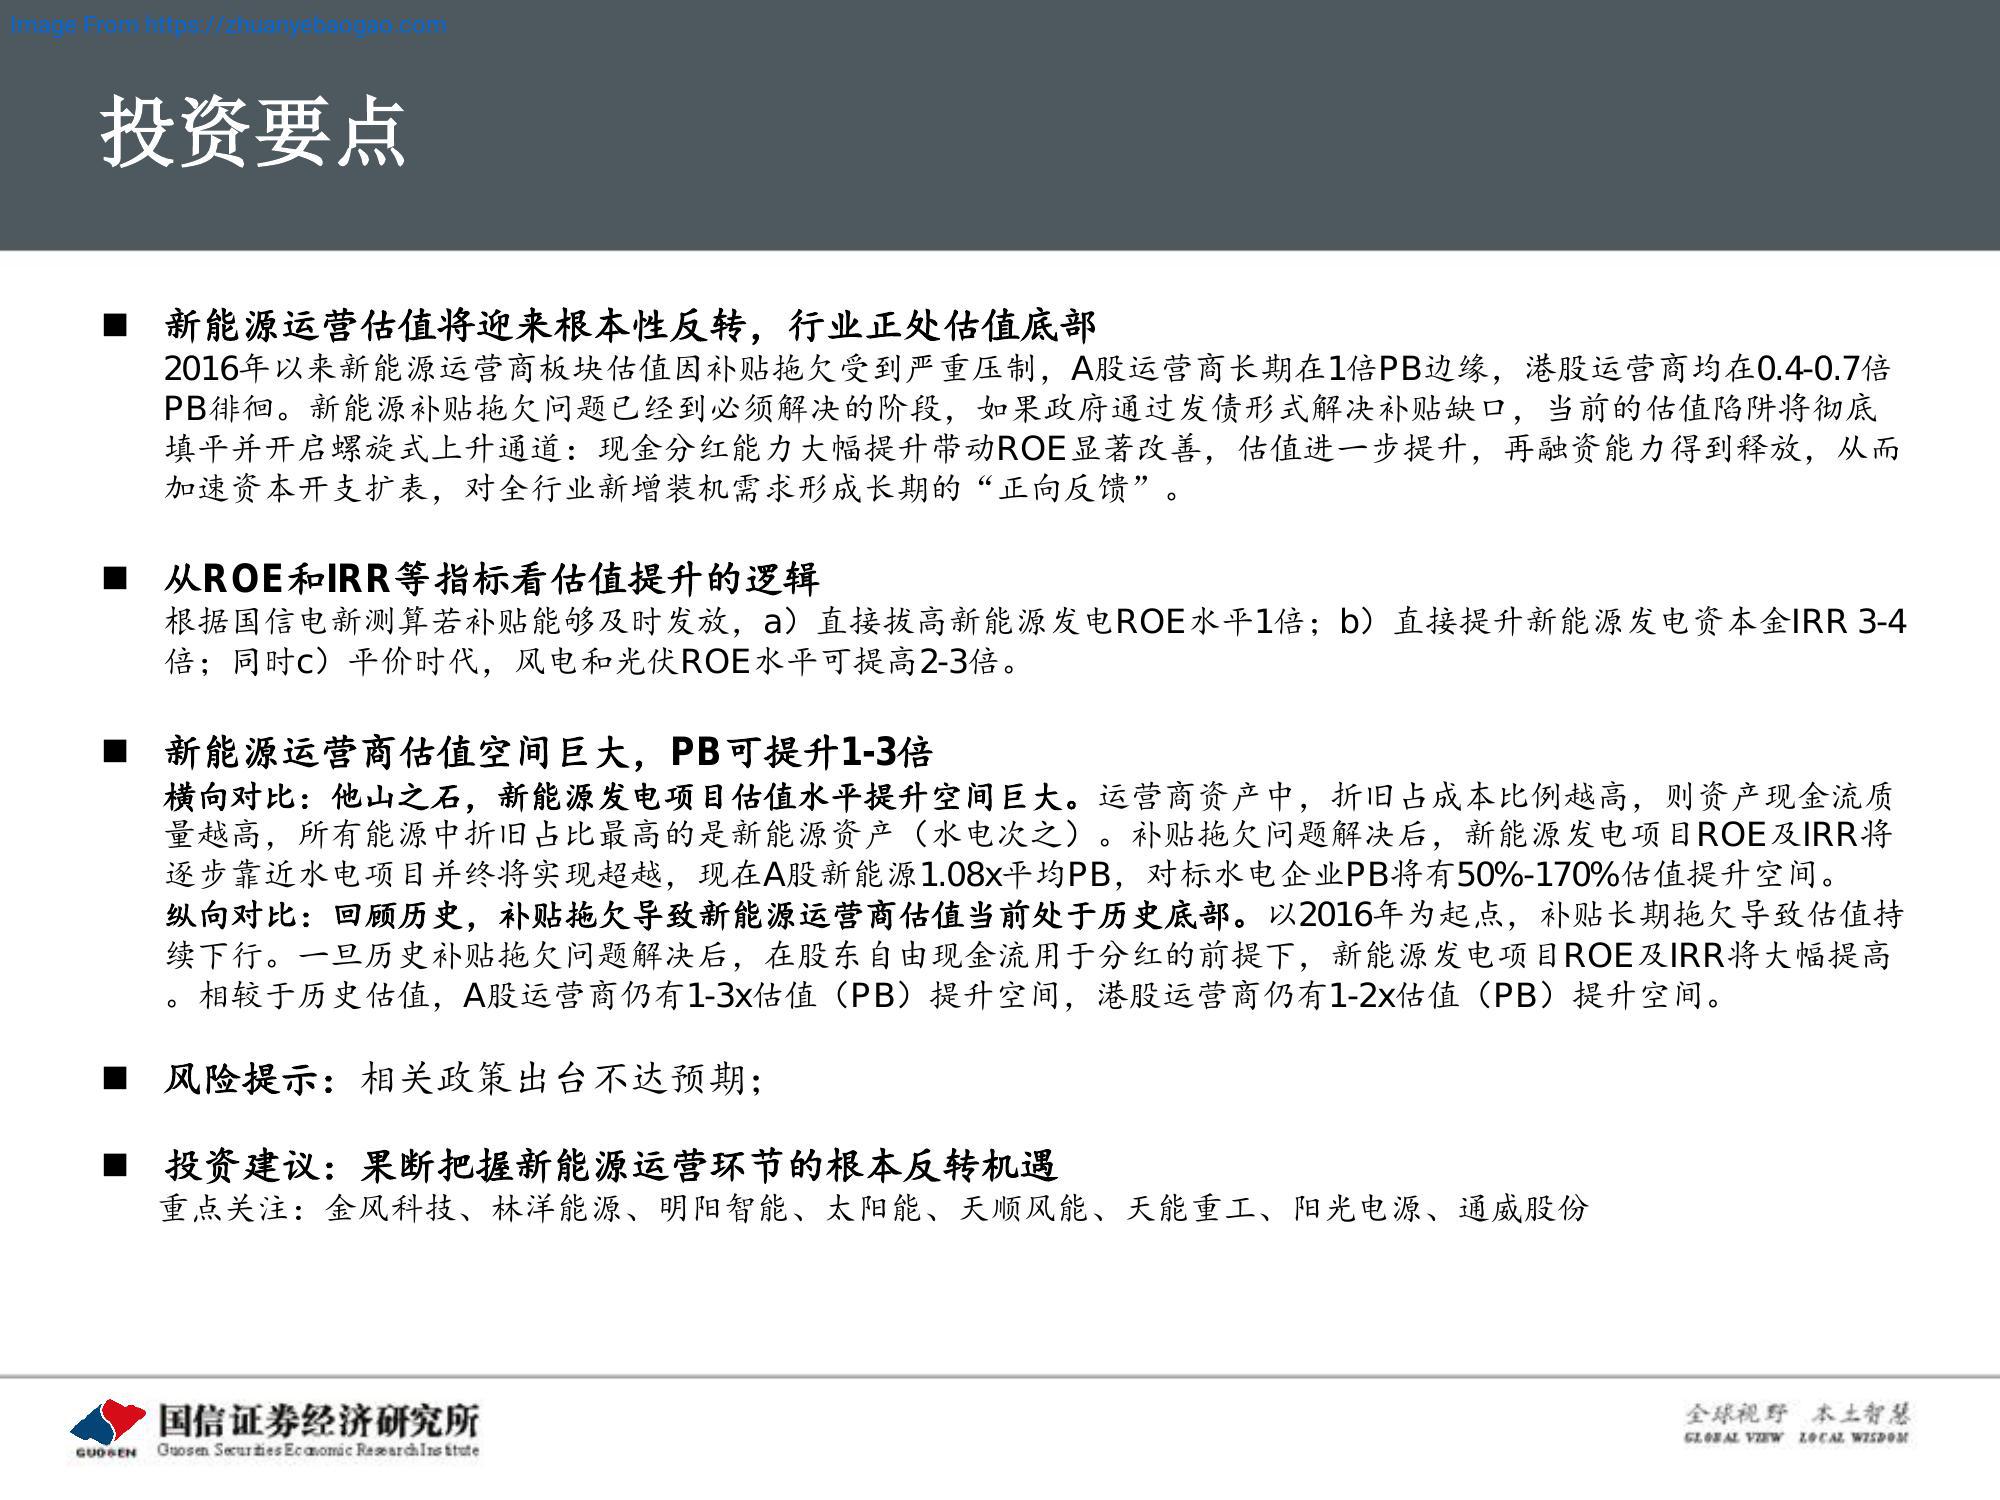 Image From https://zhuanyebaogao.com
投资要点
■ 新能源运营估值将迎来根本性反转，行业正处估值底部
2016年以来新能源运营商板块估值因补贴拖欠受到严重压制，A股运营商长期在1倍PB边缘，港股运营商均在0.4-0.7倍
PB徘徊。新能源补贴拖欠问题已经到必须解决的阶段，如果政府通过发债形式解决补贴缺口，当前的估值陷阱将彻底
填平并开启螺旋式上升通道：现金分红能力大幅提升带动ROE显著改善，估值进一步提升，再融资能力得到释放，从而
加速资本开支扩表，对全行业新增装机需求形成长期的“正向反馈”。
■ 从ROE和IRR等指标看估值提升的逻辑
根据国信电新测算若补贴能够及时发放，a）直接拔高新能源发电ROE水平1倍；b）直接提升新能源发电资本金IRR 3-4
倍；同时c）平价时代，风电和光伏ROE水平可提高2-3倍。
■ 新能源运营商估值空间巨大，PB可提升1-3倍
横向对比：他山之石，新能源发电项目估值水平提升空间巨大。运营商资产中，折旧占成本比例越高，则资产现金流质
量越高，所有能源中折旧占比最高的是新能源资产（水电次之）。补贴拖欠问题解决后，新能源发电项目ROE及IRR将
逐步靠近水电项目并终将实现超越，现在A股新能源1.08x平均PB，对标水电企业PB将有50%-170%估值提升空间。
纵向对比：回顾历史，补贴拖欠导致新能源运营商估值当前处于历史底部。以2016年为起点，补贴长期拖欠导致估值持
续下行。一旦历史补贴拖欠问题解决后，在股东自由现金流用于分红的前提下，新能源发电项目ROE及IRR将大幅提高
。相较于历史估值，A股运营商仍有1-3x估值（PB）提升空间，港股运营商仍有1-2x估值（PB）提升空间。
■ 风险提示：相关政策出台不达预期；
■ 投资建议：果断把握新能源运营环节的根本反转机遇
重点关注：金风科技、林洋能源、明阳智能、太阳能、天顺风能、天能重工、阳光电源、通威股份
国信证券经济研究所
GUOSEN Guosen Securities Economic Research Institute
全球视野 本土智慧
GLOBAL VIEW LOCAL WISDOM